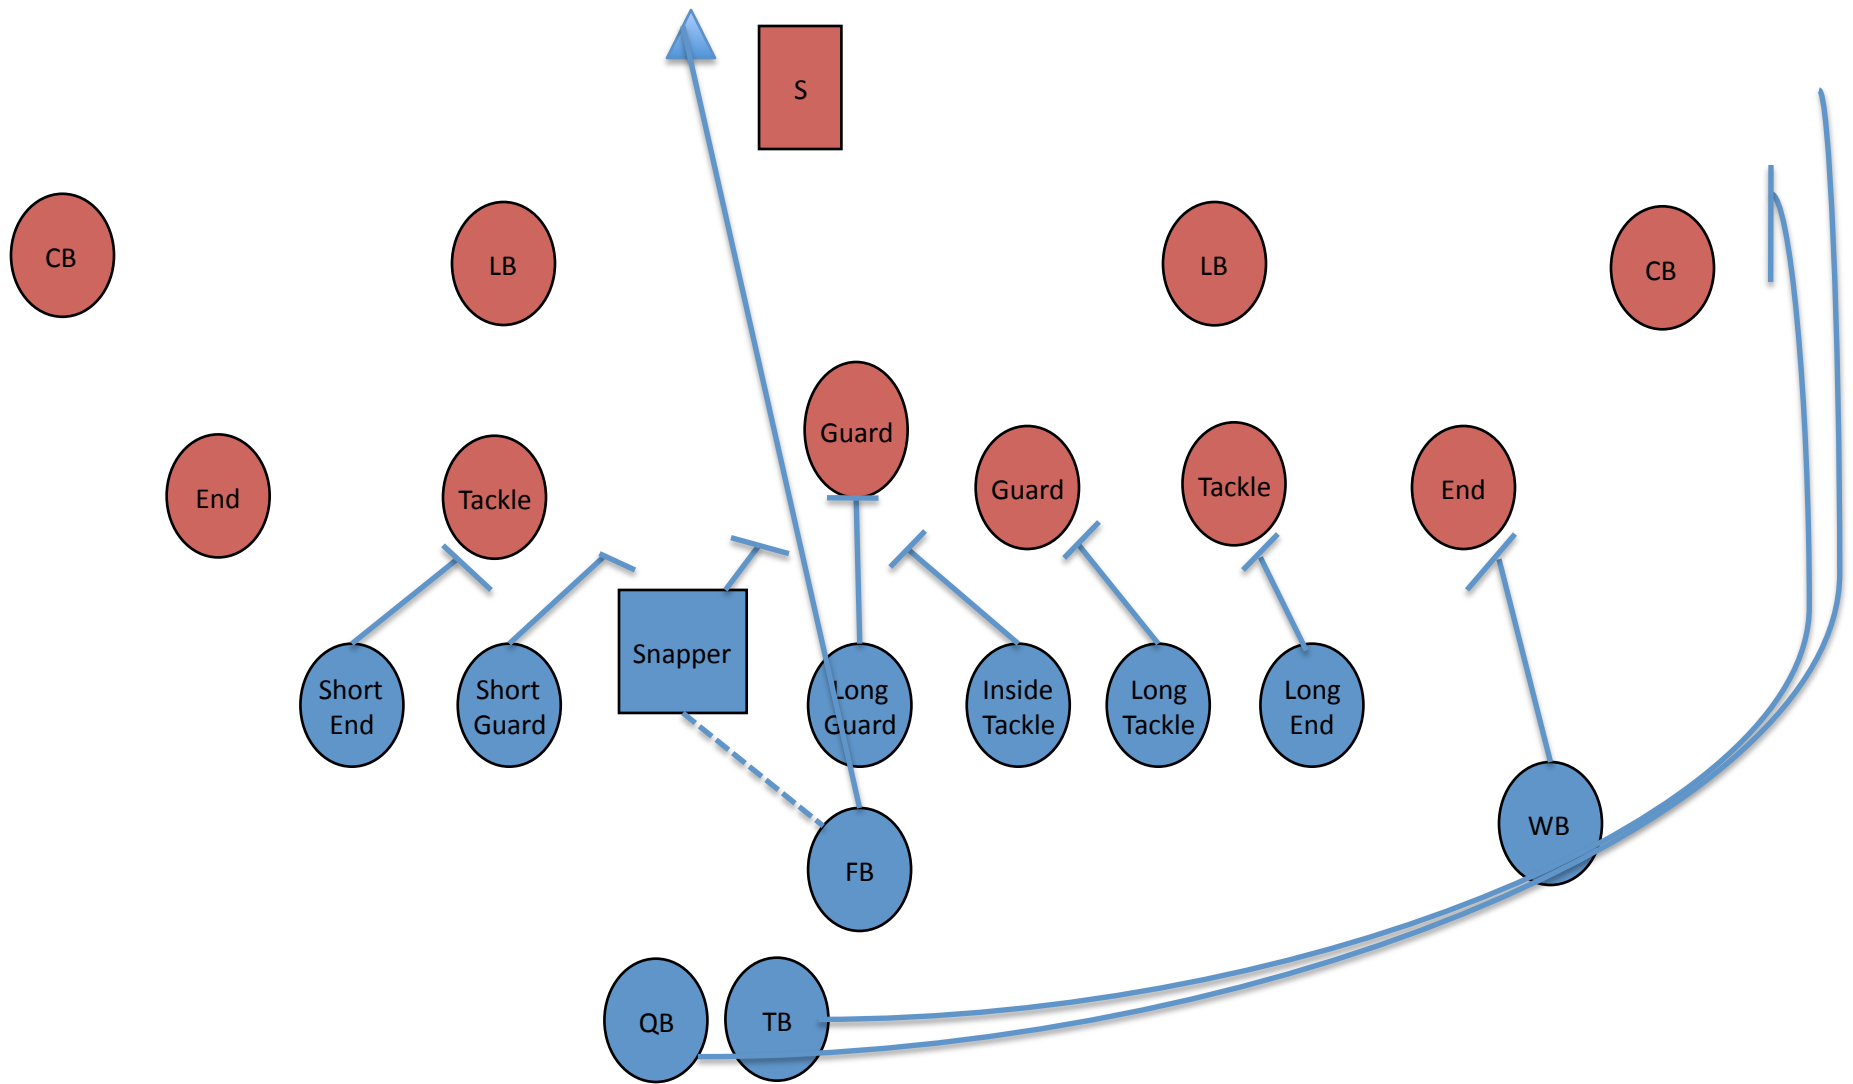 S
CB
LB
LB
CB
Guard
End
Tackle
Guard
Tackle
End
Snapper
Short
End
Short
Guard
Long
Guard
Inside
Tackle
Long
Tackle
Long
End
WB
FB
QB
TB